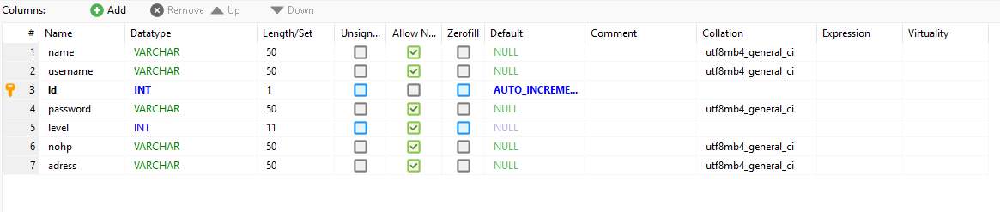 Columns: Add Remove Up Down
# Name Datatype Length/Set Unsign... Allow N... Zerofill Default Comment Collation Expression Virtuality
1 name VARCHAR 50 NULL utf8mb4_general_ci
2 username VARCHAR 50 NULL utf8mb4_general_ci
3 id INT 1 AUTO_INCREME...
4 password VARCHAR 50 NULL utf8mb4_general_ci
5 level INT 11 NULL
6 nohp VARCHAR 50 NULL utf8mb4_general_ci
7 adress VARCHAR 50 NULL utf8mb4_general_ci